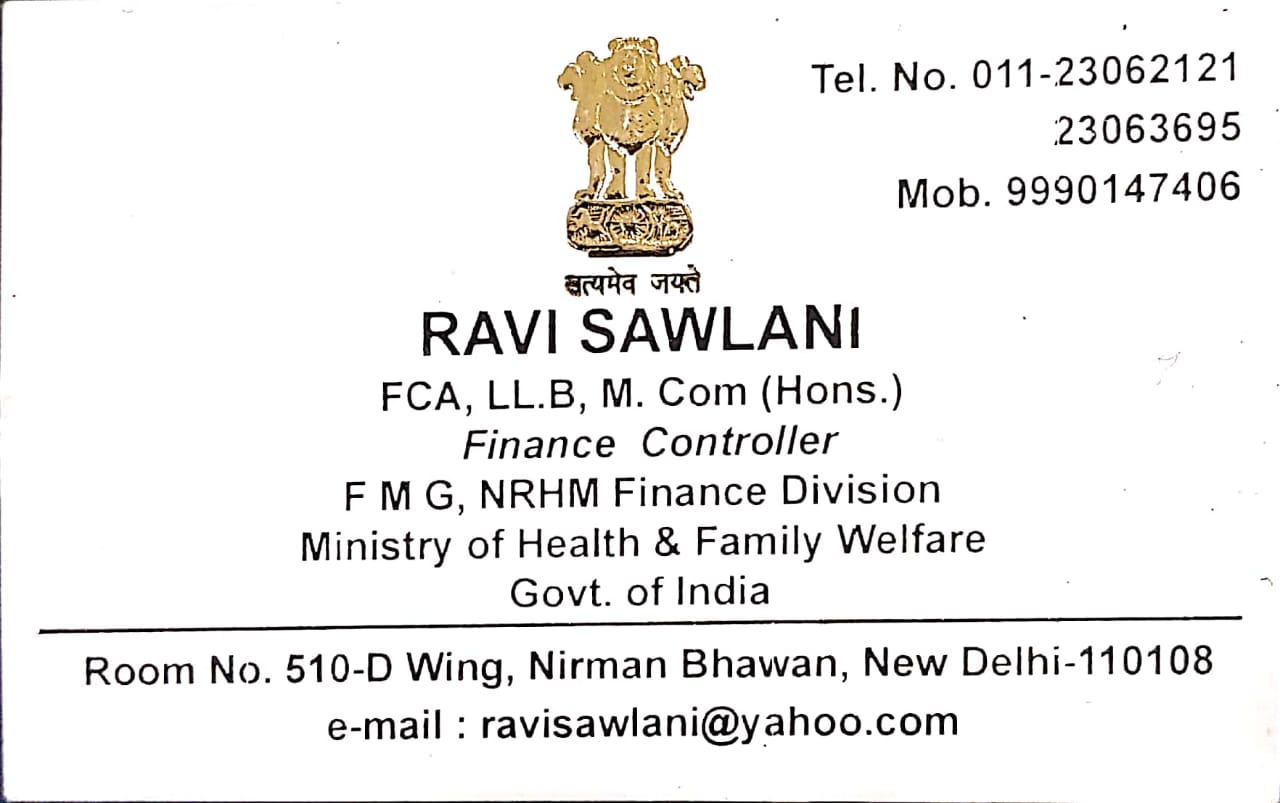 Tel. No. 011-23062121
23063695
Mob. 9990147406
सत्यमेव जयते
RAVI SAWLANI
FCA, LL.B, M. Com (Hons.)
Finance Controller
F M G, NRHM Finance Division
Ministry of Health & Family Welfare
Govt. of India
Room No. 510-D Wing, Nirman Bhawan, New Delhi-110108
e-mail : ravisawlani@yahoo.com